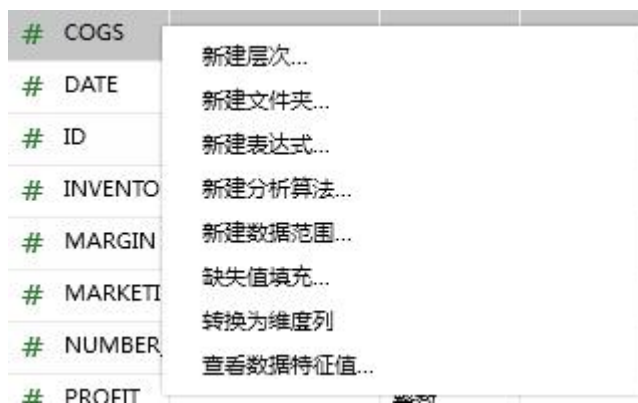 # COGS
# DATE
# ID
# INVENTO
# MARGIN
# MARKETI
# NUMBER_
# PROFIT
新建层次...
新建文件夹...
新建表达式...
新建分析算法...
新建数据范围...
缺失值填充...
转换为维度列
查看数据特征值...